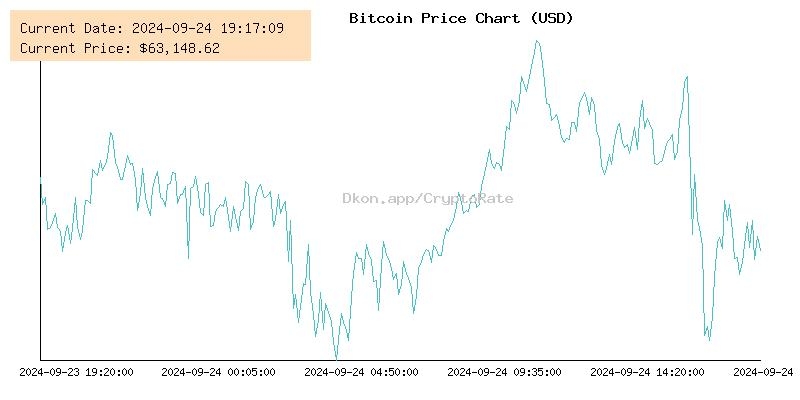 Bitcoin Price Chart (USD)
Current Date: 2024-09-24 19:17:09
Current Price: $63,148.62
Dkon.app/CryptoRate
2024-09-23 19:20:00
2024-09-24 00:05:00
2024-09-24 04:50:00
2024-09-24 09:35:00
2024-09-24 14:20:00
2024-09-24